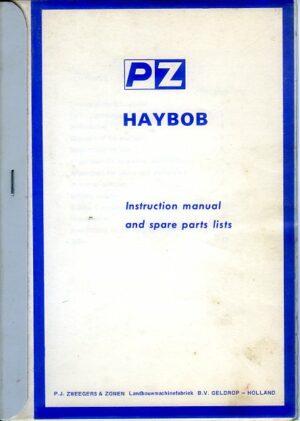 PZ
HAYBOB
Instruction manual
and spare parts lists
P.J. ZWEEGERS & ZONEN Landbouwmachinefabriek B.V. GELDROP – HOLLAND